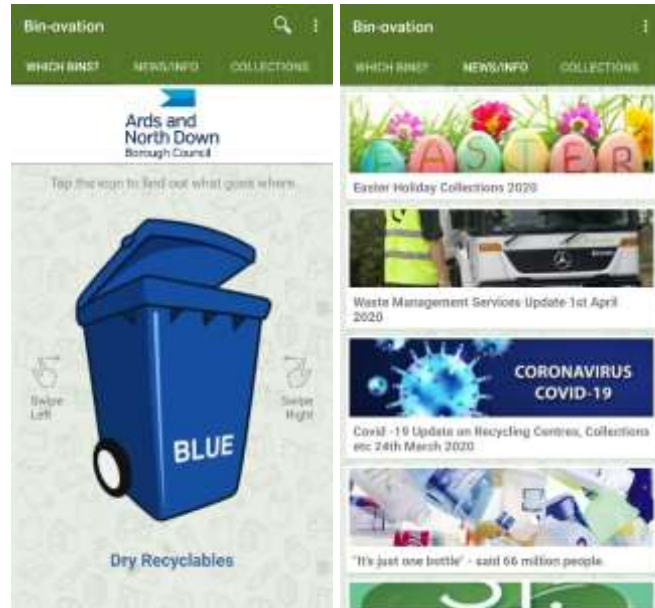 Bin-ovation
WHICH BINS?
NEWS/INFO
COLLECTIONS
Ards and
North Down
Borough Council
Tap the icon to find out what goes where.
Swipe
Left
Swipe
Right
BLUE
Dry Recyclables
Bin-ovation
WHICH BINS?
NEWS/INFO
COLLECTIONS
EASTER
Easter Holiday Collections 2020
Waste Management Services Update 1st April
2020
CORONAVIRUS
COVID-19
Covid -19 Update on Recycling Centres, Collections
etc 24th March 2020
"It's just one bottle" - said 66 million people.